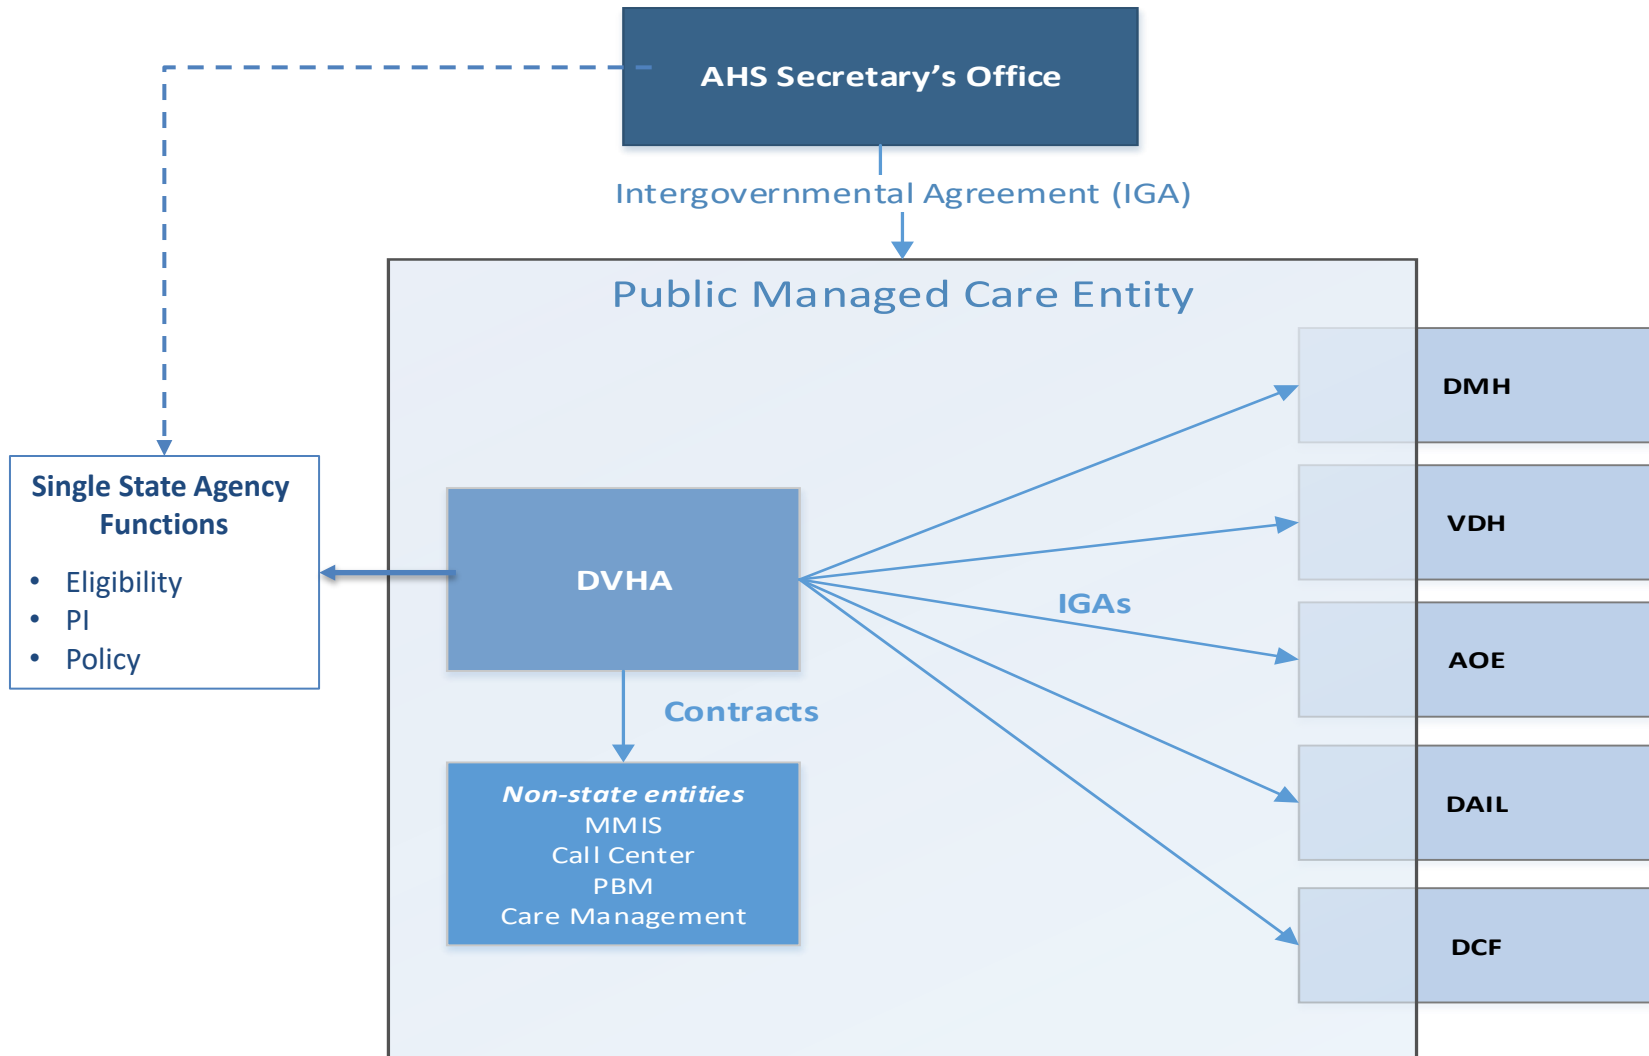 AHS Secretary's Office
Intergovernmental Agreement (IGA)
Public Managed Care Entity
DMH
Single State Agency
Functions
• Eligibility
• PI
• Policy
DVHA
VDH
IGAs
AOE
Contracts
Non-state entities
MMIS
Call Center
PBM
Care Management
DAIL
DCF